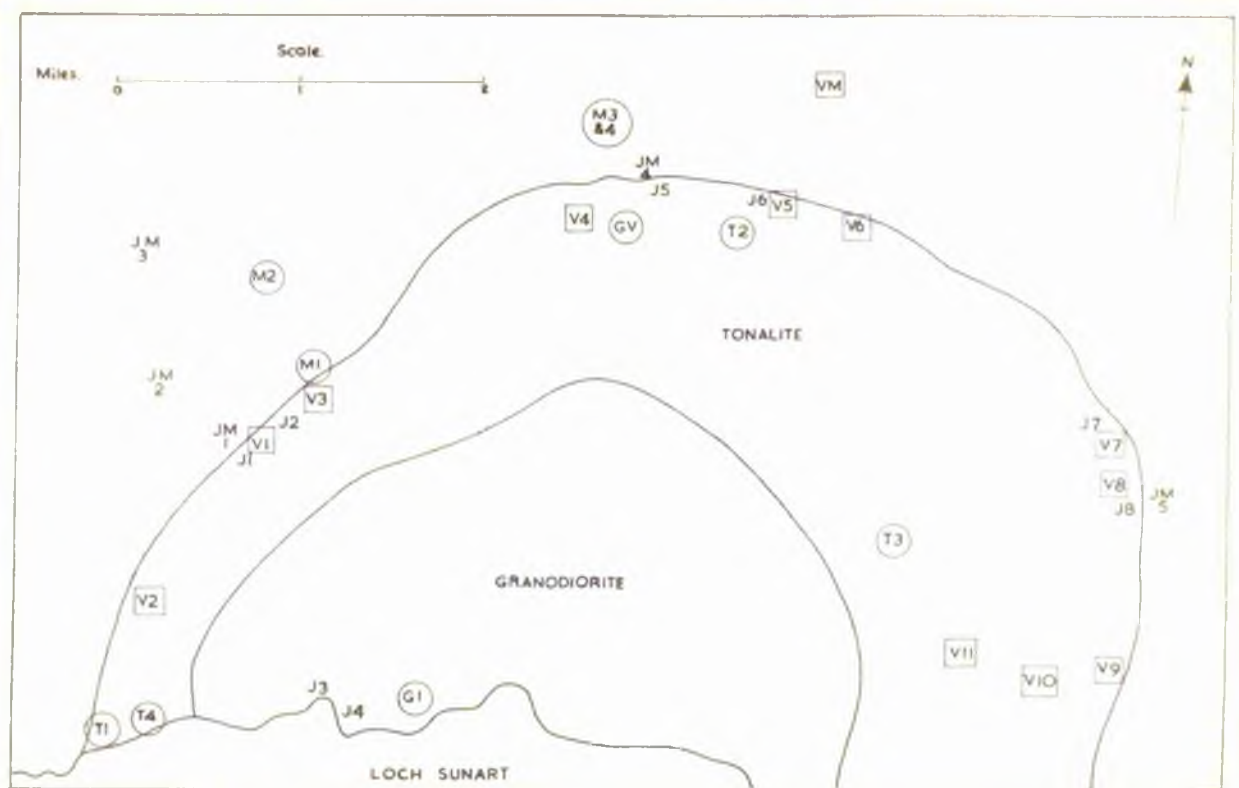 Scale.
Miles.
0 1 2
N
VM
M3
&4
JM
4
J5
J6
V5
V4
GV
T2
V6
JM
3
M2
TONALITE
M1
JM
2
V3
J2
JM
1
V1
J1
J7
V7
V8
JM
5
J8
T3
GRANODIORITE
V2
V11
V10
V9
J3
J4
G1
T1
T4
LOCH SUNART